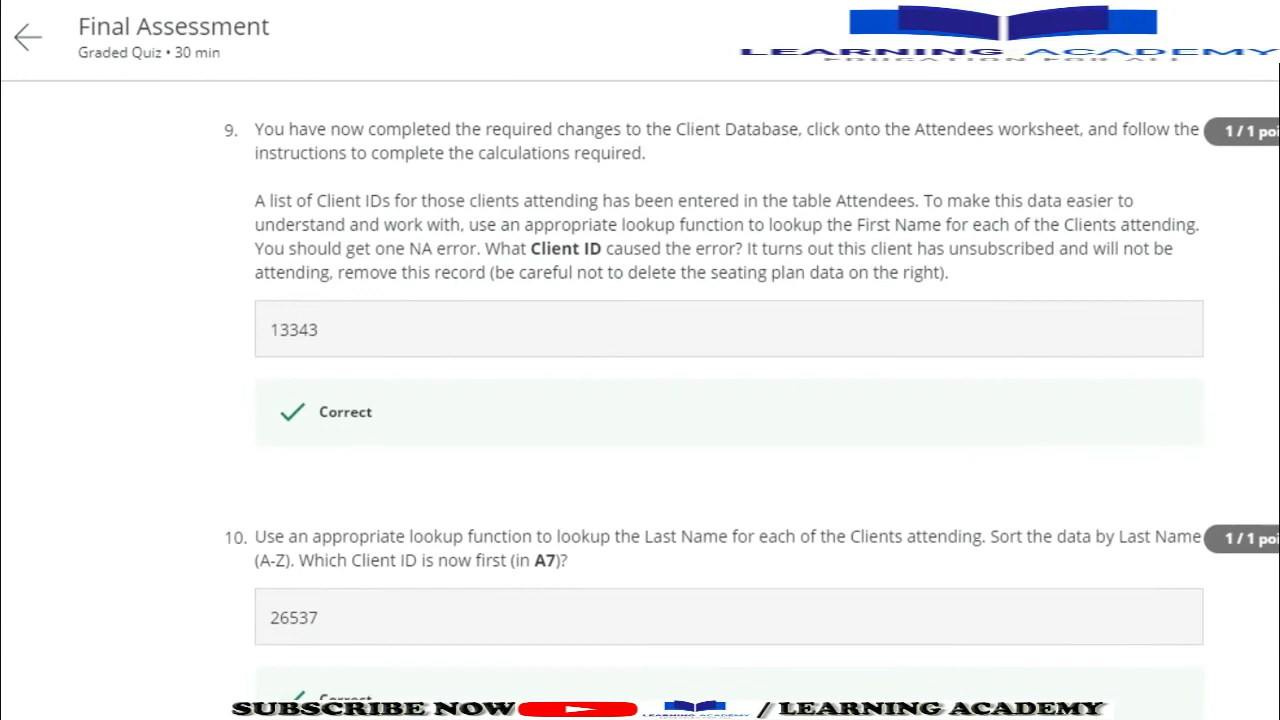 Final Assessment
Graded Quiz • 30 min
LEARNING ACADEMY
EDUCATION FOR ALL
9. You have now completed the required changes to the Client Database, click onto the Attendees worksheet, and follow the
1 / 1 poi
instructions to complete the calculations required.
A list of Client IDs for those clients attending has been entered in the table Attendees. To make this data easier to
understand and work with, use an appropriate lookup function to lookup the First Name for each of the Clients attending.
You should get one NA error. What Client ID caused the error? It turns out this client has unsubscribed and will not be
attending, remove this record (be careful not to delete the seating plan data on the right).
13343
Correct
10. Use an appropriate lookup function to lookup the Last Name for each of the Clients attending. Sort the data by Last Name
1 / 1 poi
(A-Z). Which Client ID is now first (in A7)?
26537
Correct
SUBSCRIBE NOW / LEARNING ACADEMY
LEARNING ACADEMY